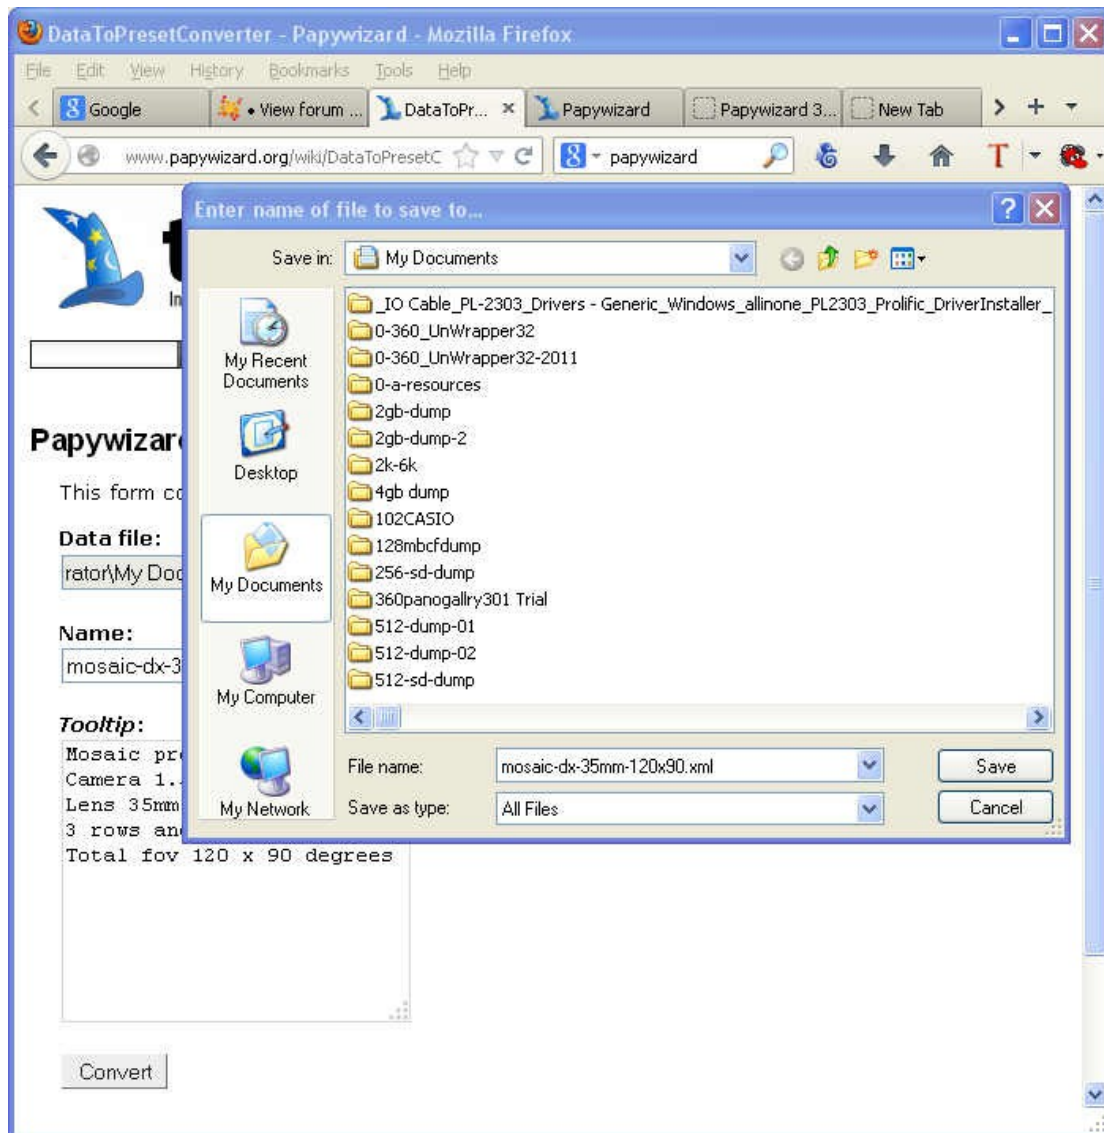 DataToPresetConverter - Papywizard - Mozilla Firefox
File Edit View History Bookmarks Tools Help
Google • View forum ... DataToPr... Papywizard Papywizard 3... New Tab
www.papywizard.org/wiki/DataToPresetC papywizard
Enter name of file to save to...
Save in: My Documents
_IO Cable_PL-2303_Drivers - Generic_Windows_allinone_PL2303_Prolific_DriverInstaller_
0-360_UnWrapper32
0-360_UnWrapper32-2011
0-a-resources
2gb-dump
2gb-dump-2
2k-6k
4gb dump
102CASIO
128mbcfdump
256-sd-dump
360panogallry301 Trial
512-dump-01
512-dump-02
512-sd-dump
My Recent
Documents
Desktop
My Documents
My Computer
My Network
File name: mosaic-dx-35mm-120x90.xml Save
Save as type: All Files Cancel
t
In
Papywizar
This form co
Data file:
rator\My Doc
Name:
mosaic-dx-3
Tooltip:
Mosaic pre
Camera 1.
Lens 35mm
3 rows and
Total fov 120 x 90 degrees
Convert